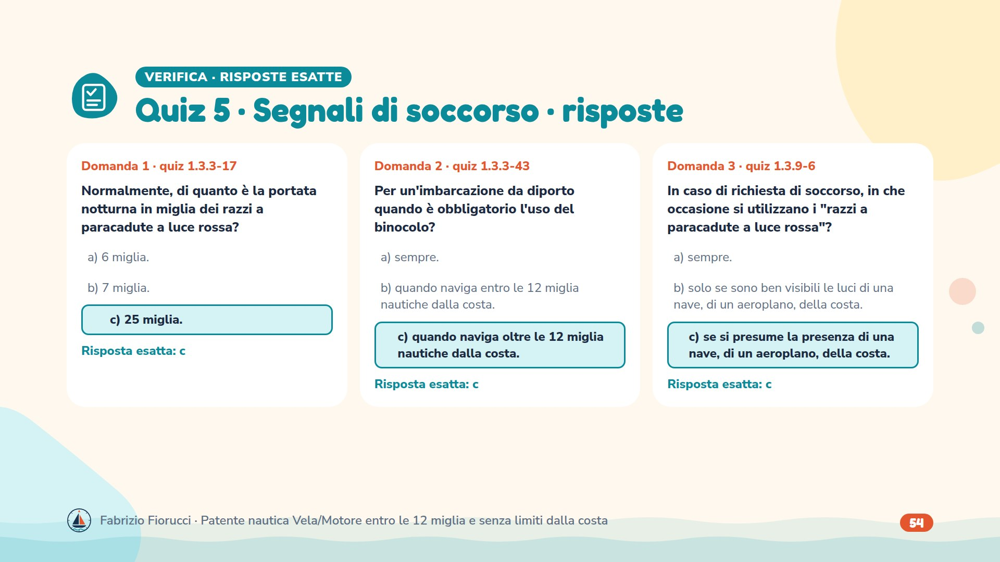 VERIFICA · RISPOSTE ESATTE
Quiz 5 · Segnali di soccorso · risposte
Domanda 1 · quiz 1.3.3-17
Normalmente, di quanto è la portata
notturna in miglia dei razzi a
paracadute a luce rossa?
a) 6 miglia.
b) 7 miglia.
c) 25 miglia.
Risposta esatta: c
Domanda 2 · quiz 1.3.3-43
Per un'imbarcazione da diporto
quando è obbligatorio l'uso del
binocolo?
a) sempre.
b) quando naviga entro le 12 miglia
nautiche dalla costa.
c) quando naviga oltre le 12 miglia
nautiche dalla costa.
Risposta esatta: c
Domanda 3 · quiz 1.3.9-6
In caso di richiesta di soccorso, in che
occasione si utilizzano i "razzi a
paracadute a luce rossa"?
a) sempre.
b) solo se sono ben visibili le luci di una
nave, di un aeroplano, della costa.
c) se si presume la presenza di una
nave, di un aeroplano, della costa.
Risposta esatta: c
Fabrizio Fiorucci · Patente nautica Vela/Motore entro le 12 miglia e senza limiti dalla costa
54